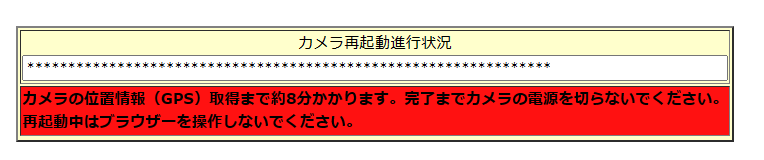 カメラ再起動進行状況
****************************************************************
カメラの位置情報（GPS）取得まで約8分かかります。完了までカメラの電源を切らないでください。
再起動中はブラウザーを操作しないでください。